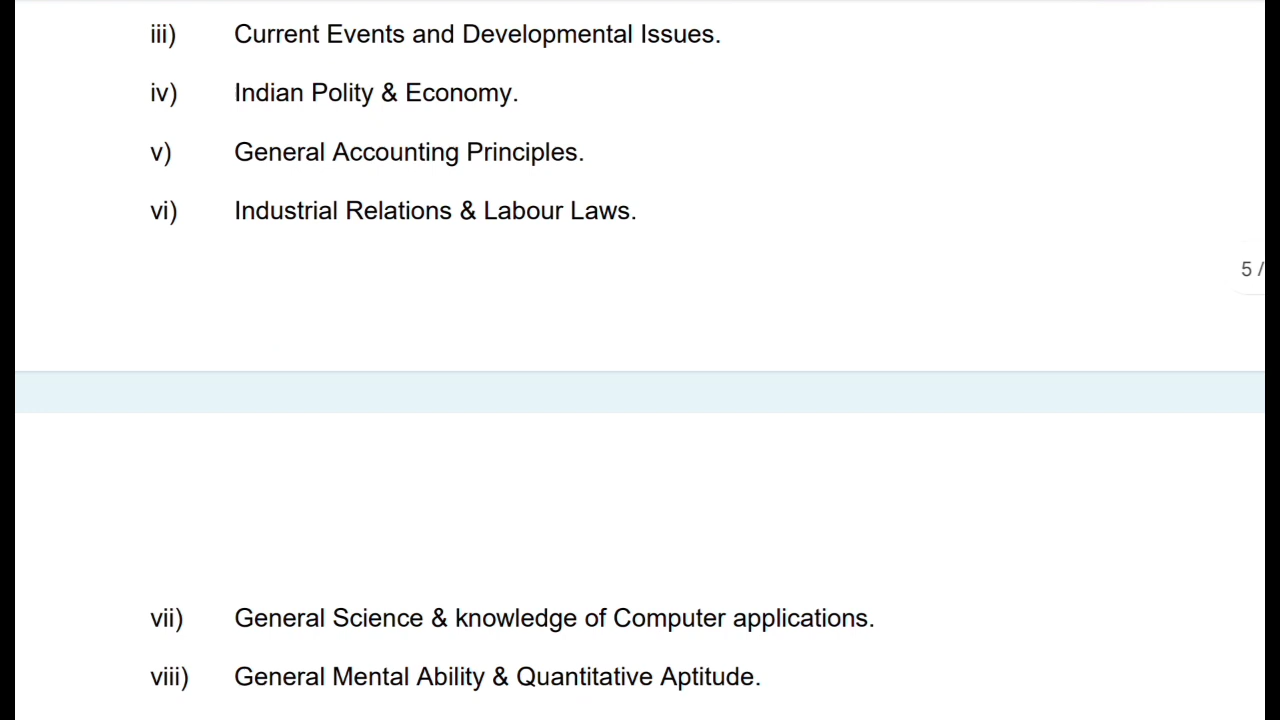 iii) Current Events and Developmental Issues.
iv) Indian Polity & Economy.
v) General Accounting Principles.
vi) Industrial Relations & Labour Laws.
5 /
vii) General Science & knowledge of Computer applications.
viii) General Mental Ability & Quantitative Aptitude.